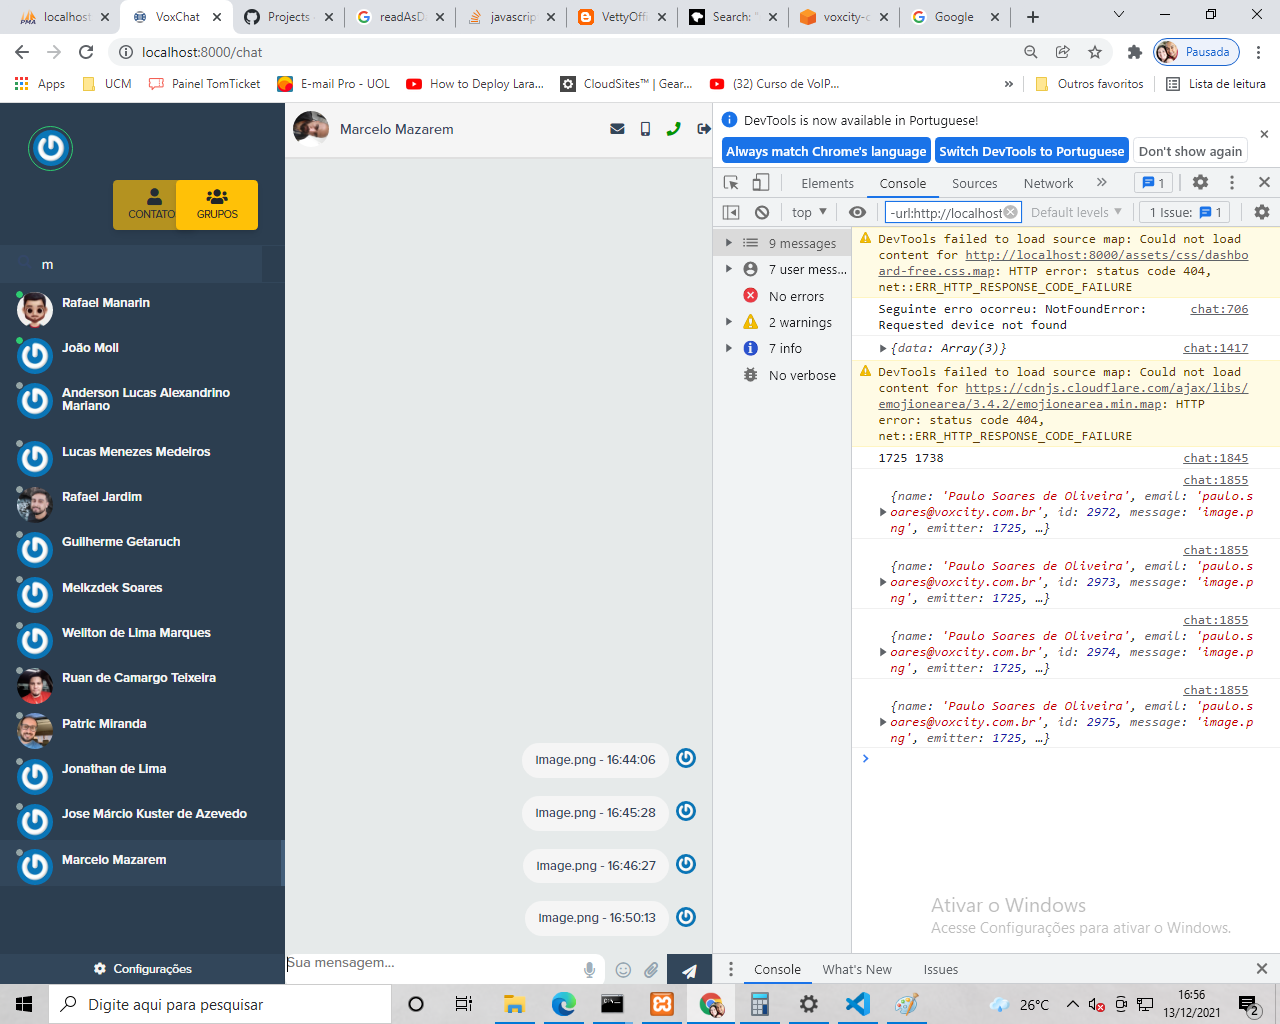 localhost
VoxChat
Projects
readAsDa
javascrip
VettyOffi
Search: "
voxcity-c
Google
localhost:8000/chat
Pausada
Apps
UCM
Painel TomTicket
E-mail Pro - UOL
How to Deploy Lara...
CloudSites™ | Gear...
(32) Curso de VoIP...
»
Outros favoritos
Lista de leitura
CONTATO
GRUPOS
m
Rafael Manarin
João Moll
Anderson Lucas Alexandrino
Mariano
Lucas Menezes Medeiros
Rafael Jardim
Guilherme Getaruch
Melkzdek Soares
Weliton de Lima Marques
Ruan de Camargo Teixeira
Patric Miranda
Jonathan de Lima
Jose Márcio Kuster de Azevedo
Marcelo Mazarem
Configurações
Marcelo Mazarem
Image.png - 16:44:06
Image.png - 16:45:28
Image.png - 16:46:27
Image.png - 16:50:13
Sua mensagem...
DevTools is now available in Portuguese!
Always match Chrome's language
Switch DevTools to Portuguese
Don't show again
Elements
Console
Sources
Network
»
1
top
-url:http://localhost
Default levels
1 Issue:
1
9 messages
7 user mess...
No errors
2 warnings
7 info
No verbose
DevTools failed to load source map: Could not load
content for http://localhost:8000/assets/css/dashbo
ard-free.css.map: HTTP error: status code 404,
net::ERR_HTTP_RESPONSE_CODE_FAILURE
Seguinte erro ocorreu: NotFoundError: chat:706
Requested device not found
{data: Array(3)} chat:1417
DevTools failed to load source map: Could not load
content for https://cdnjs.cloudflare.com/ajax/libs/
emojionearea/3.4.2/emojionearea.min.map: HTTP
error: status code 404,
net::ERR_HTTP_RESPONSE_CODE_FAILURE
1725 1738 chat:1845
chat:1855
{name: 'Paulo Soares de Oliveira', email: 'paulo.s
oares@voxcity.com.br', id: 2972, message: 'image.p
ng', emitter: 1725, …}
chat:1855
{name: 'Paulo Soares de Oliveira', email: 'paulo.s
oares@voxcity.com.br', id: 2973, message: 'image.p
ng', emitter: 1725, …}
chat:1855
{name: 'Paulo Soares de Oliveira', email: 'paulo.s
oares@voxcity.com.br', id: 2974, message: 'image.p
ng', emitter: 1725, …}
chat:1855
{name: 'Paulo Soares de Oliveira', email: 'paulo.s
oares@voxcity.com.br', id: 2975, message: 'image.p
ng', emitter: 1725, …}
Ativar o Windows
Acesse Configurações para ativar o Windows.
Console
What's New
Issues
Digite aqui para pesquisar
26°C
16:56
13/12/2021
2